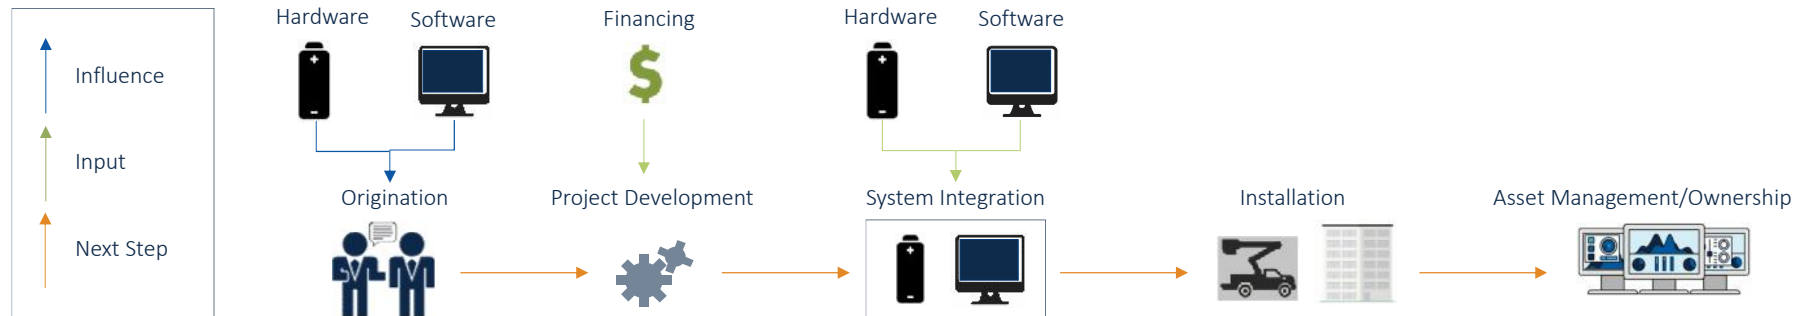 Influence
Input
Next Step
Hardware
Software
Financing
Hardware
Software
Origination
Project Development
System Integration
Installation
Asset Management/Ownership